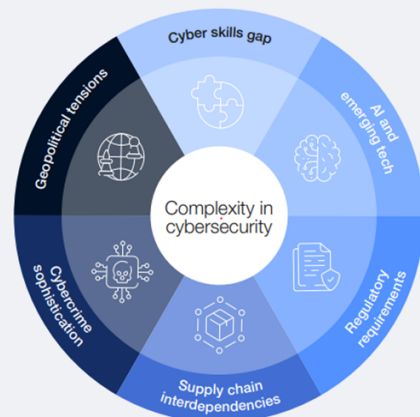 Cyber skills gap
AI and
emerging tech
Regulatory
requirements
Supply chain
interdependencies
Cybercrime
sophistication
Geopolitical tensions
Complexity in
cybersecurity